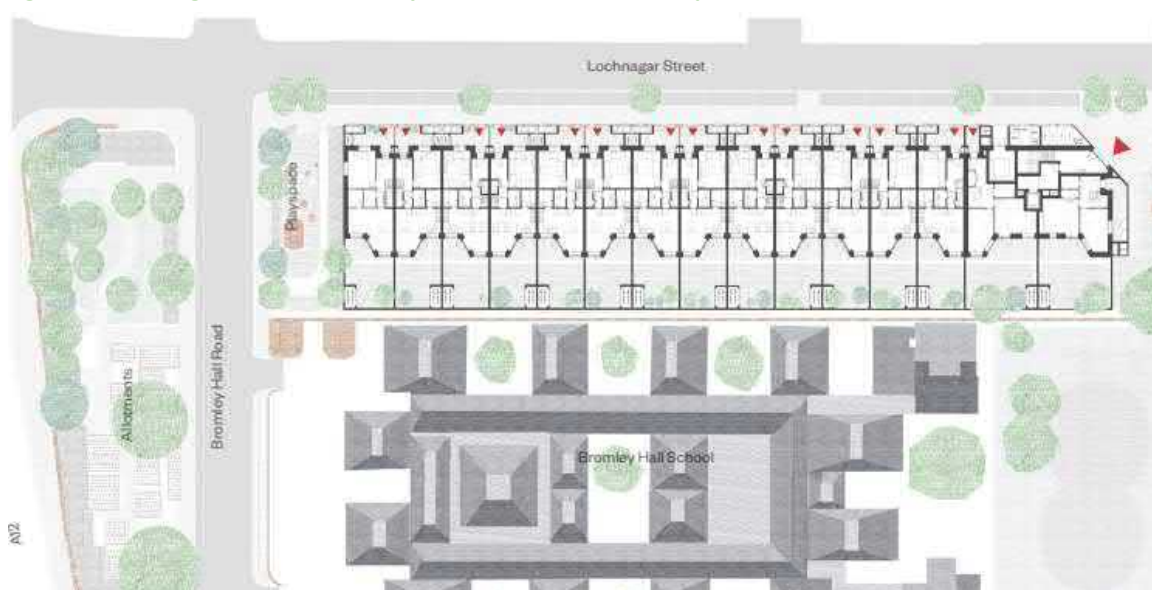 Lochnagar Street
Playspace
Bromley Hall Road
Allotments
Bromley Hall School
A12